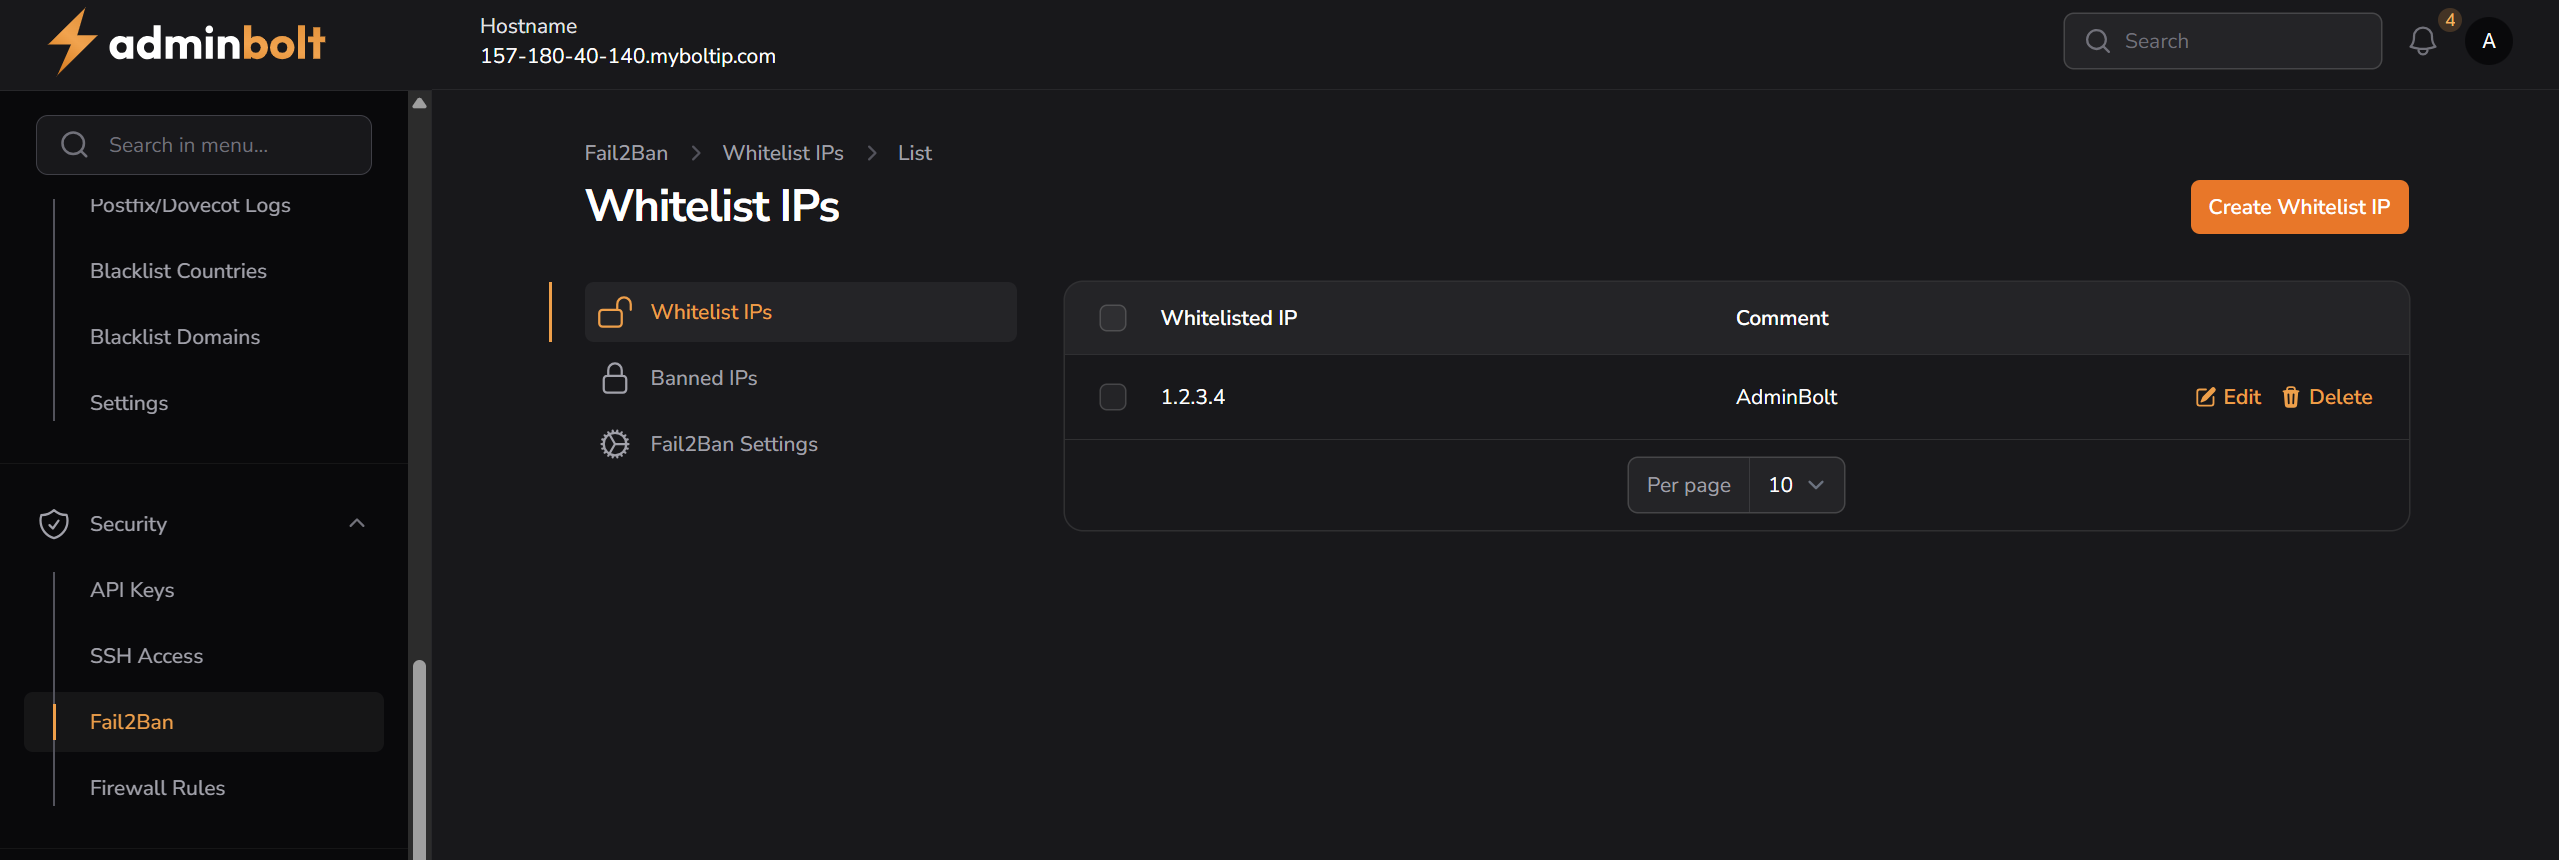 adminbolt
Hostname
157-180-40-140.myboltip.com
Search
4
A
Search in menu...
Postfix/Dovecot Logs
Blacklist Countries
Blacklist Domains
Settings
Security
API Keys
SSH Access
Fail2Ban
Firewall Rules
Fail2Ban > Whitelist IPs > List
Whitelist IPs
Create Whitelist IP
Whitelist IPs
Banned IPs
Fail2Ban Settings
Whitelisted IP Comment
1.2.3.4 AdminBolt Edit Delete
Per page 10